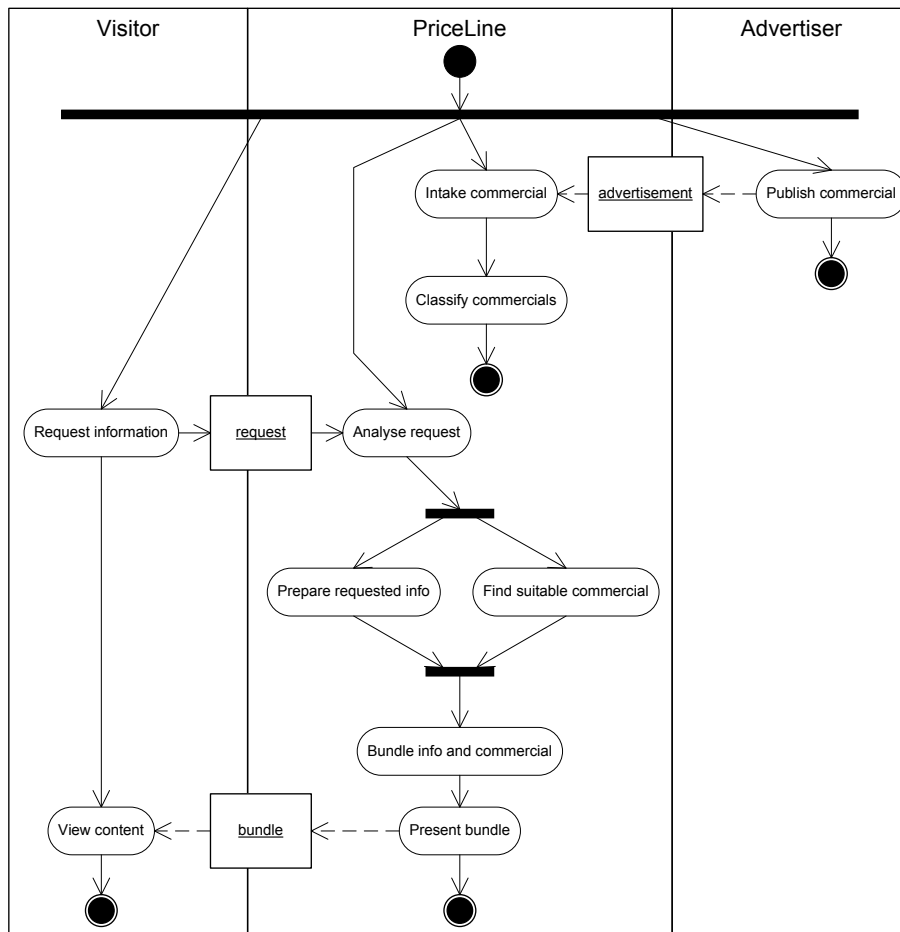 Visitor
PriceLine
Advertiser
Intake commercial
advertisement
Publish commercial
Classify commercials
Request information
request
Analyse request
Prepare requested info
Find suitable commercial
Bundle info and commercial
View content
bundle
Present bundle